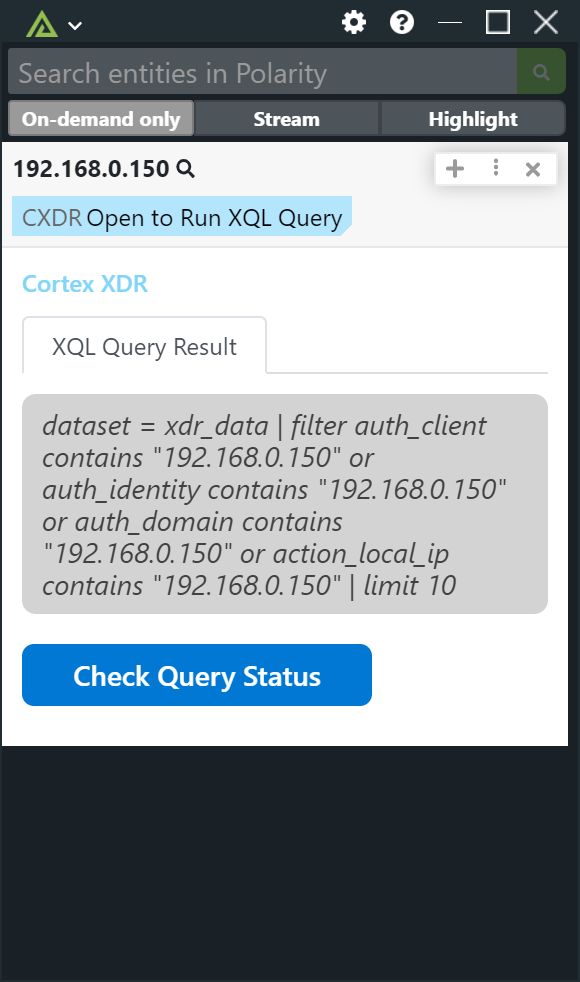 Search entities in Polarity
On-demand only Stream Highlight
192.168.0.150
CXDR Open to Run XQL Query
Cortex XDR
XQL Query Result
dataset = xdr_data | filter auth_client
contains "192.168.0.150" or
auth_identity contains "192.168.0.150"
or auth_domain contains
"192.168.0.150" or action_local_ip
contains "192.168.0.150" | limit 10
Check Query Status